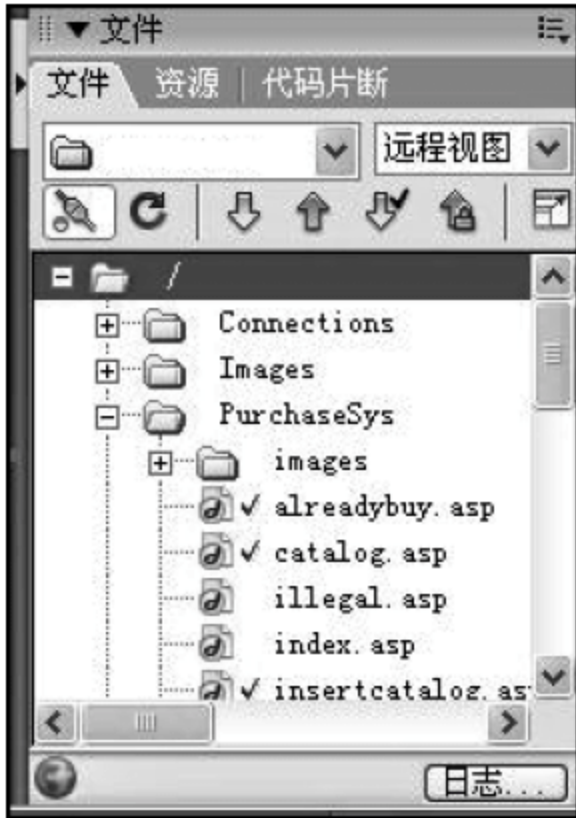 文件
文件 资源 代码片断
远程视图
/
Connections
Images
PurchaseSys
images
alreadybuy.asp
catalog.asp
illegal.asp
index.asp
insertcatalog.as
日志...